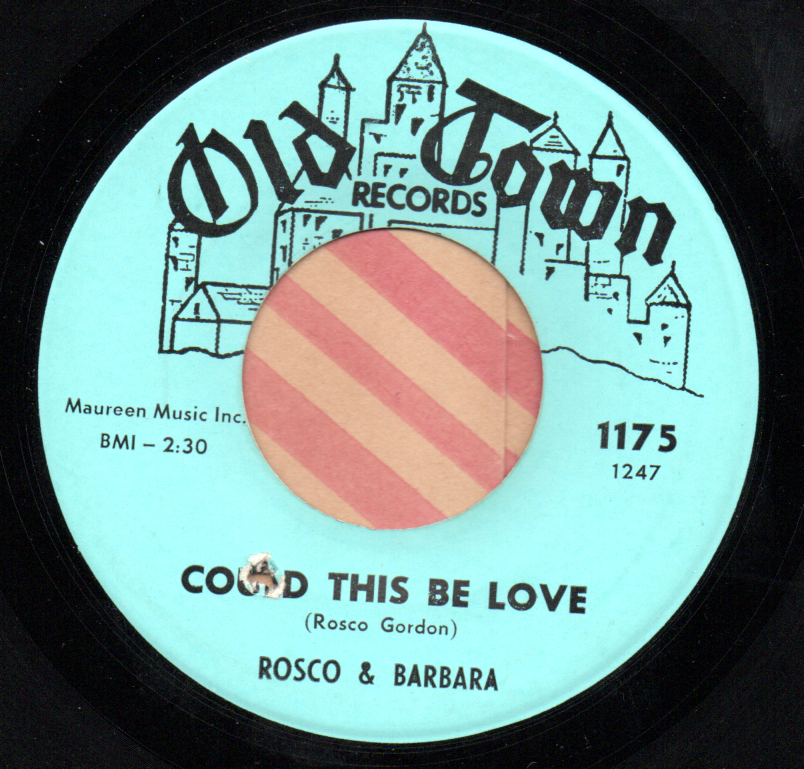 Old Town
RECORDS
Maureen Music Inc.
BMI – 2:30
1175
1247
THIS BE LOVE
(Rosco Gordon)
ROSCO & BARBARA